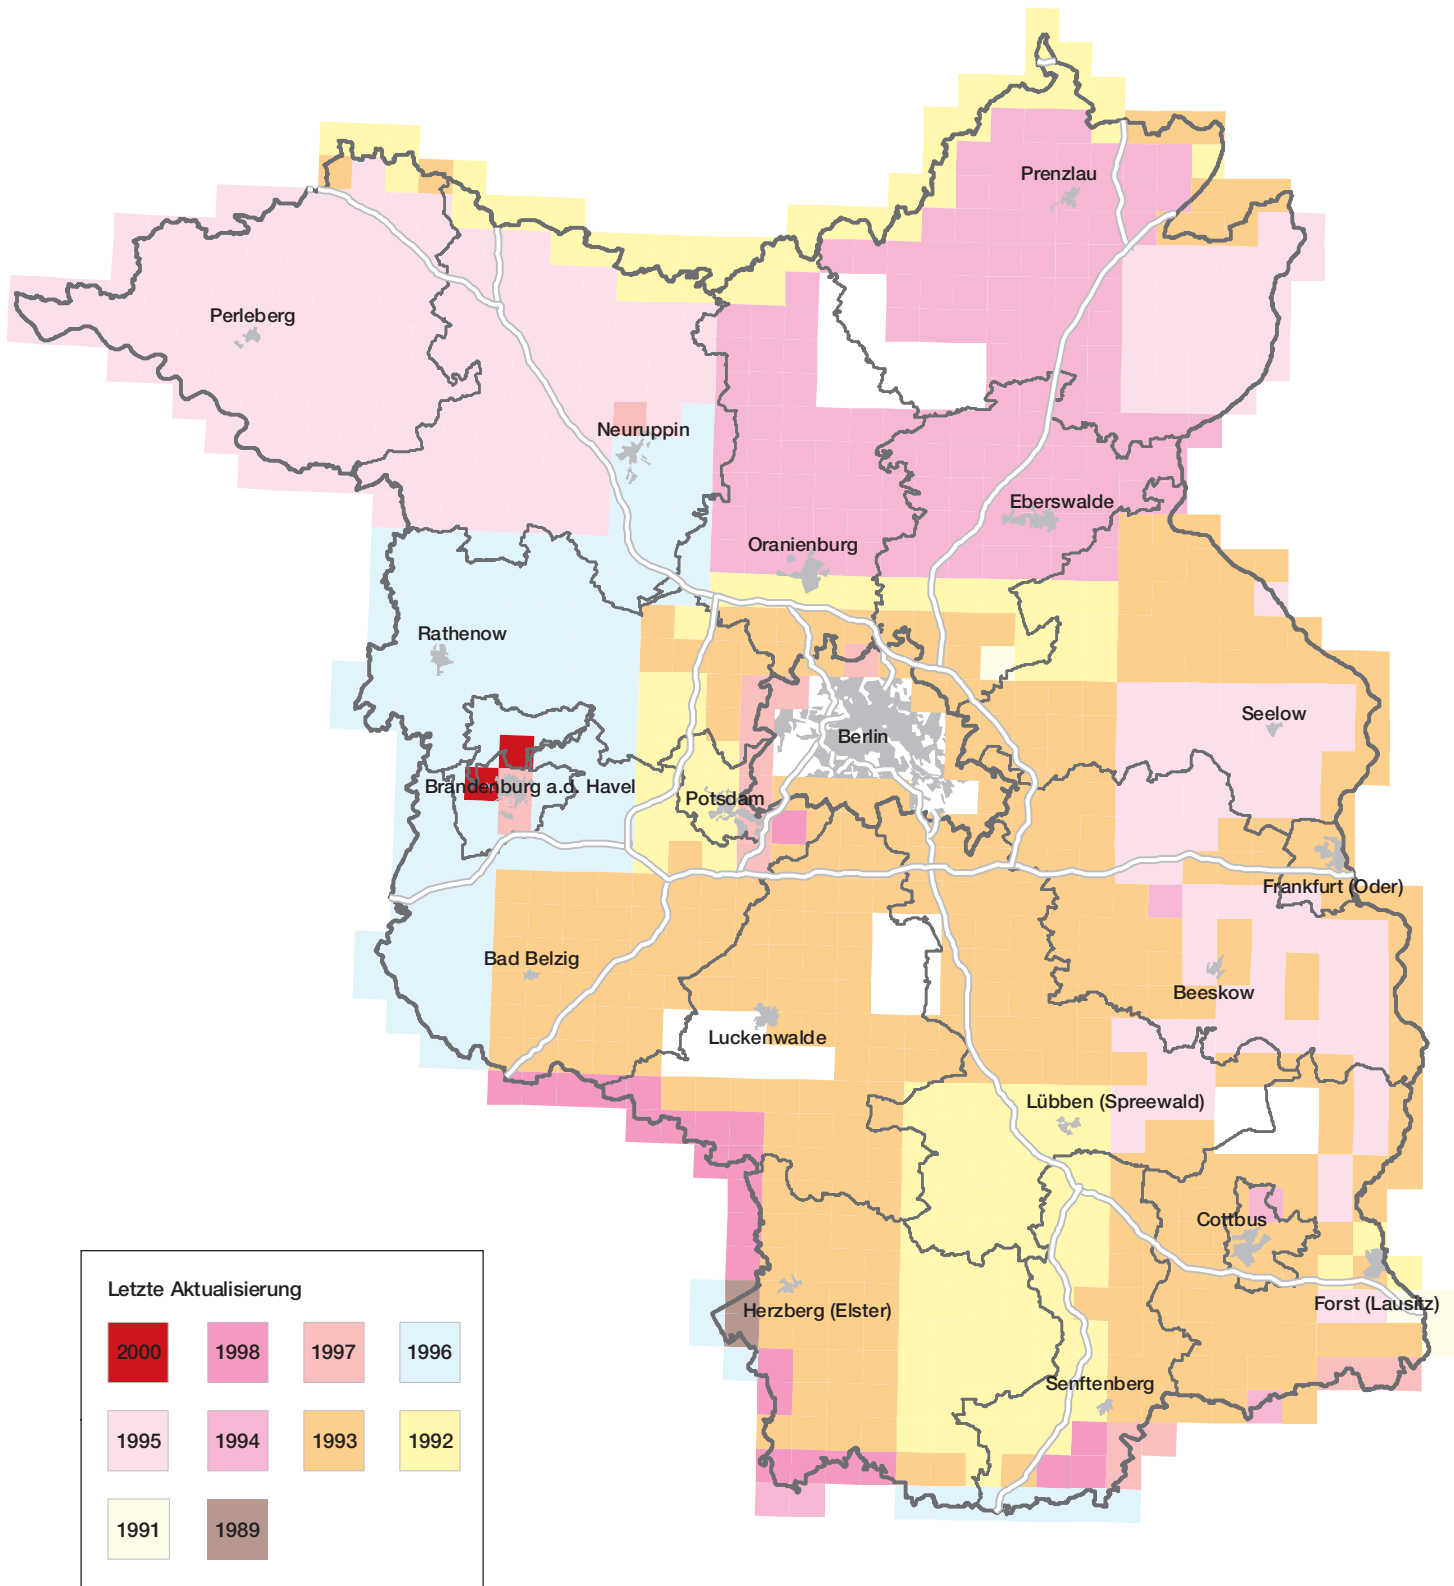 Prenzlau
Perleberg
Neuruppin
Eberswalde
Oranienburg
Rathenow
Seelow
Berlin
Brandenburg a.d. Havel
Potsdam
Frankfurt (Oder)
Bad Belzig
Beeskow
Luckenwalde
Lübben (Spreewald)
Cottbus
Herzberg (Elster)
Forst (Lausitz)
Senftenberg
Letzte Aktualisierung
2000 1998 1997 1996
1995 1994 1993 1992
1991 1989